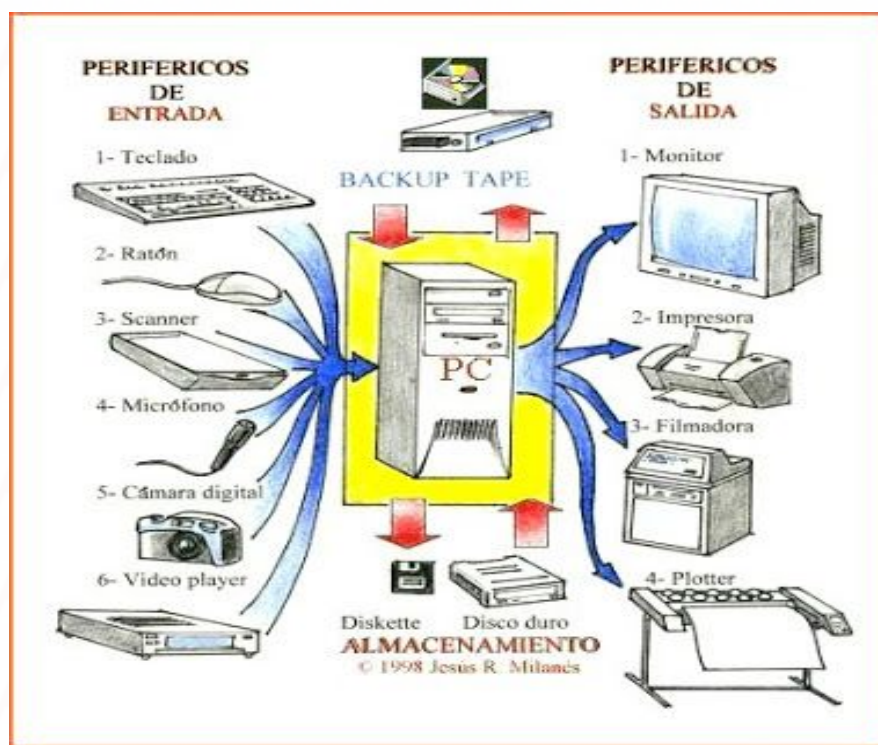 PERIFERICOS
DE
ENTRADA
1- Teclado
2- Ratón
3- Scanner
4- Micrófono
5- Cámara digital
6- Video player
BACKUP TAPE
PC
Diskette
Disco duro
ALMACENAMIENTO
© 1998 Jesús R. Milanés
PERIFERICOS
DE
SALIDA
1- Monitor
2- Impresora
3- Filmadora
4- Plotter